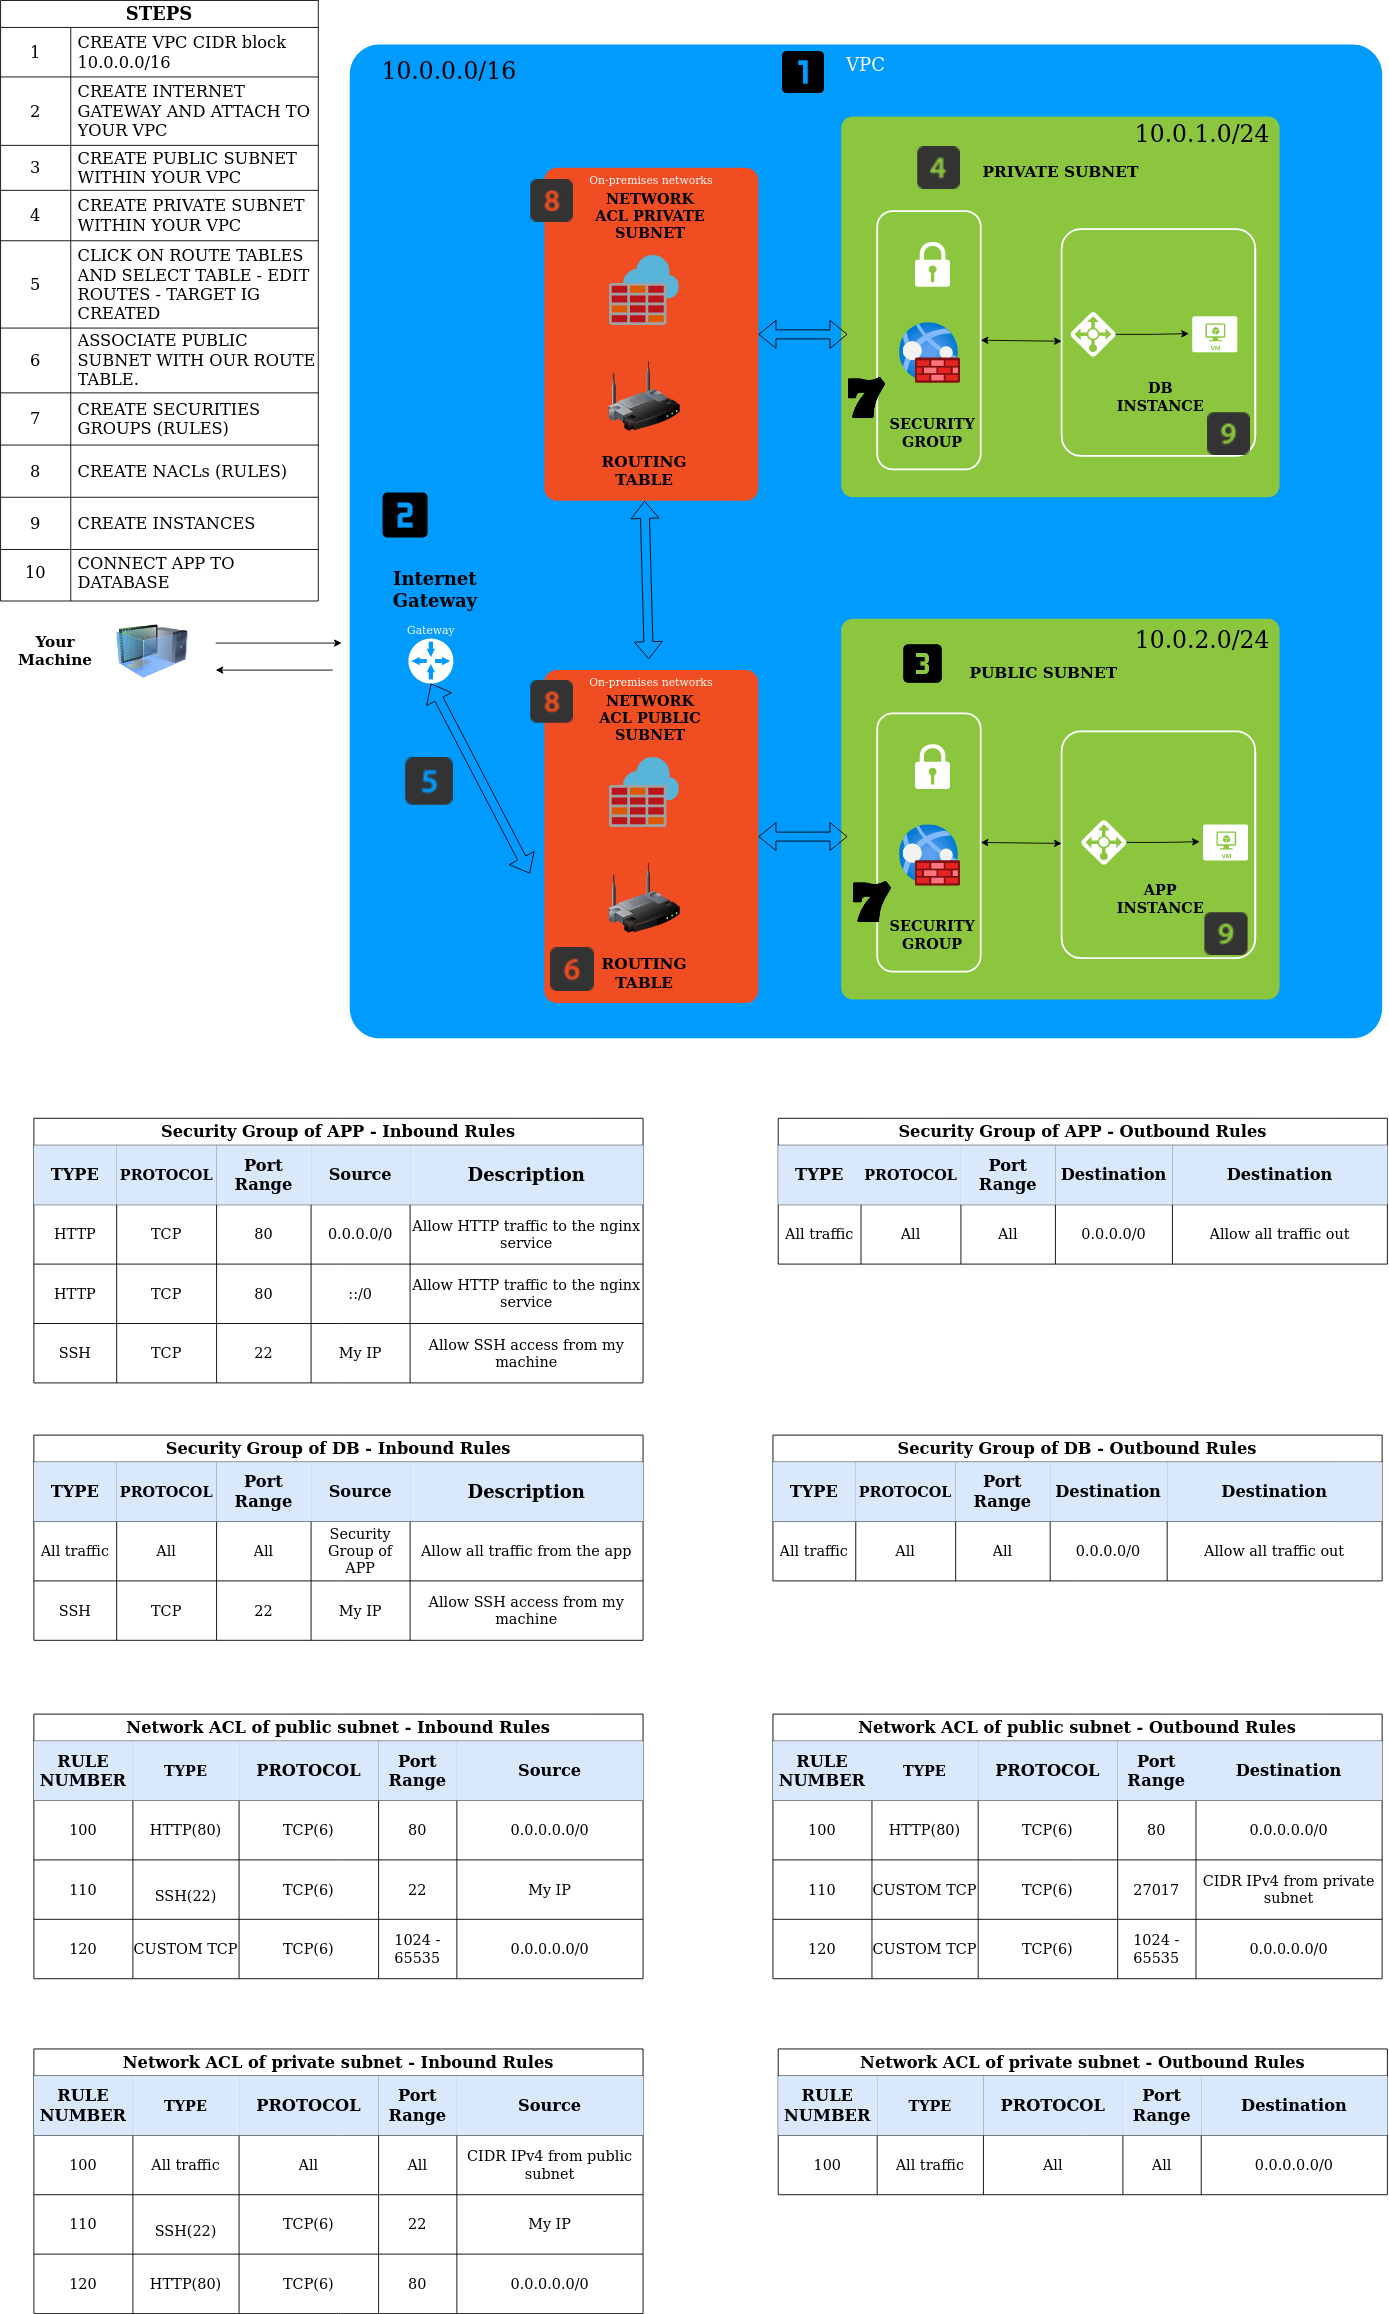 STEPS
1
CREATE VPC CIDR block
10.0.0.0/16
2
CREATE INTERNET
GATEWAY AND ATTACH TO
YOUR VPC
3
CREATE PUBLIC SUBNET
WITHIN YOUR VPC
4
CREATE PRIVATE SUBNET
WITHIN YOUR VPC
5
CLICK ON ROUTE TABLES
AND SELECT TABLE - EDIT
ROUTES - TARGET IG
CREATED
6
ASSOCIATE PUBLIC
SUBNET WITH OUR ROUTE
TABLE.
7
CREATE SECURITIES
GROUPS (RULES)
8
CREATE NACLs (RULES)
9
CREATE INSTANCES
10
CONNECT APP TO
DATABASE
Your
Machine
10.0.0.0/16
1
VPC
2
Internet
Gateway
Gateway
5
8
On-premises networks
NETWORK
ACL PRIVATE
SUBNET
ROUTING
TABLE
10.0.1.0/24
4
PRIVATE SUBNET
7
SECURITY
GROUP
VM
DB
INSTANCE
9
8
On-premises networks
NETWORK
ACL PUBLIC
SUBNET
6
ROUTING
TABLE
10.0.2.0/24
3
PUBLIC SUBNET
7
SECURITY
GROUP
VM
APP
INSTANCE
9
Security Group of APP - Inbound Rules
TYPE PROTOCOL Port Range Source Description
HTTP TCP 80 0.0.0.0/0 Allow HTTP traffic to the nginx service
HTTP TCP 80 ::/0 Allow HTTP traffic to the nginx service
SSH TCP 22 My IP Allow SSH access from my machine
Security Group of APP - Outbound Rules
TYPE PROTOCOL Port Range Destination Destination
All traffic All All 0.0.0.0/0 Allow all traffic out
Security Group of DB - Inbound Rules
TYPE PROTOCOL Port Range Source Description
All traffic All All Security Group of APP Allow all traffic from the app
SSH TCP 22 My IP Allow SSH access from my machine
Security Group of DB - Outbound Rules
TYPE PROTOCOL Port Range Destination Destination
All traffic All All 0.0.0.0/0 Allow all traffic out
Network ACL of public subnet - Inbound Rules
RULE NUMBER TYPE PROTOCOL Port Range Source
100 HTTP(80) TCP(6) 80 0.0.0.0.0/0
110 SSH(22) TCP(6) 22 My IP
120 CUSTOM TCP TCP(6) 1024 - 65535 0.0.0.0.0/0
Network ACL of public subnet - Outbound Rules
RULE NUMBER TYPE PROTOCOL Port Range Destination
100 HTTP(80) TCP(6) 80 0.0.0.0.0/0
110 CUSTOM TCP TCP(6) 27017 CIDR IPv4 from private subnet
120 CUSTOM TCP TCP(6) 1024 - 65535 0.0.0.0.0/0
Network ACL of private subnet - Inbound Rules
RULE NUMBER TYPE PROTOCOL Port Range Source
100 All traffic All All CIDR IPv4 from public subnet
110 SSH(22) TCP(6) 22 My IP
120 HTTP(80) TCP(6) 80 0.0.0.0.0/0
Network ACL of private subnet - Outbound Rules
RULE NUMBER TYPE PROTOCOL Port Range Destination
100 All traffic All All 0.0.0.0.0/0